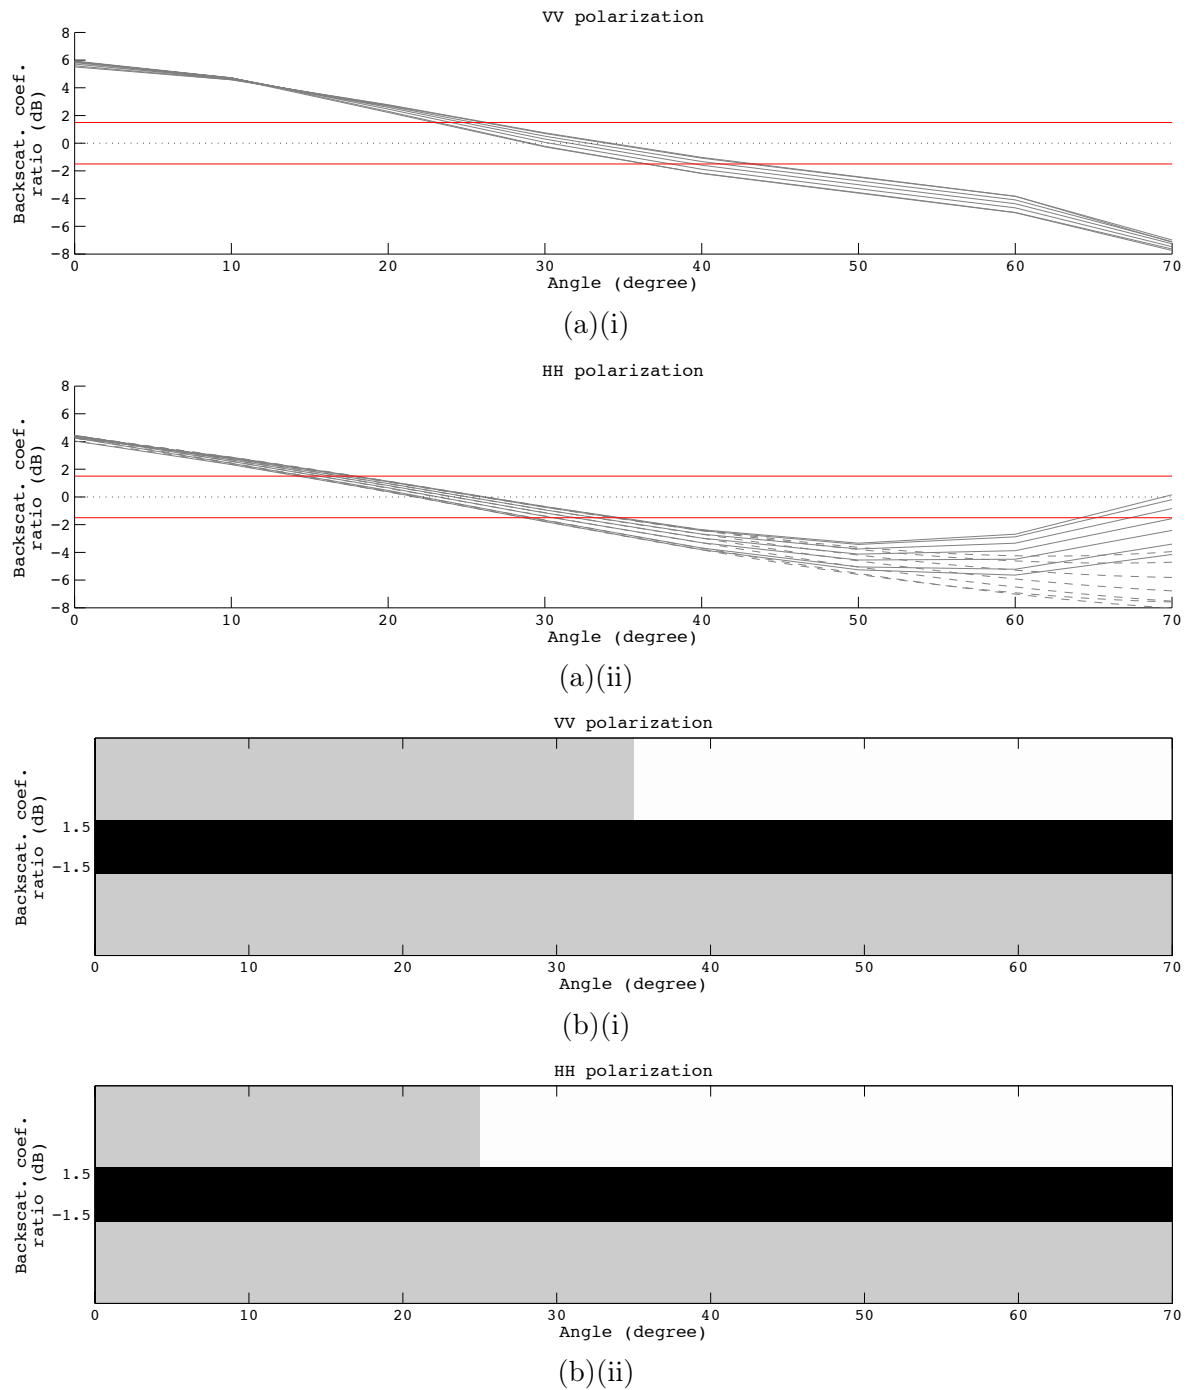 VV polarization
8
6
4
2
0
−2
−4
−6
−8
Backscat. coef.
ratio (dB)
0 10 20 30 40 50 60 70
Angle (degree)
(a)(i)
HH polarization
8
6
4
2
0
−2
−4
−6
−8
Backscat. coef.
ratio (dB)
0 10 20 30 40 50 60 70
Angle (degree)
(a)(ii)
VV polarization
1.5
−1.5
Backscat. coef.
ratio (dB)
0 10 20 30 40 50 60 70
Angle (degree)
(b)(i)
HH polarization
1.5
−1.5
Backscat. coef.
ratio (dB)
0 10 20 30 40 50 60 70
Angle (degree)
(b)(ii)